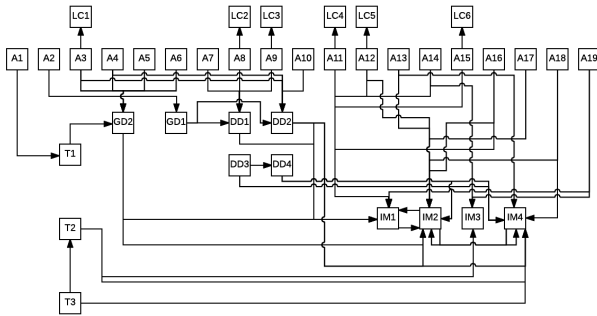 LC1 LC2 LC3 LC4 LC5 LC6
A1 A2 A3 A4 A5 A6 A7 A8 A9 A10 A11 A12 A13 A14 A15 A16 A17 A18 A19
GD2 GD1 DD1 DD2
T1
DD3 DD4
IM1 IM2 IM3 IM4
T2
T3